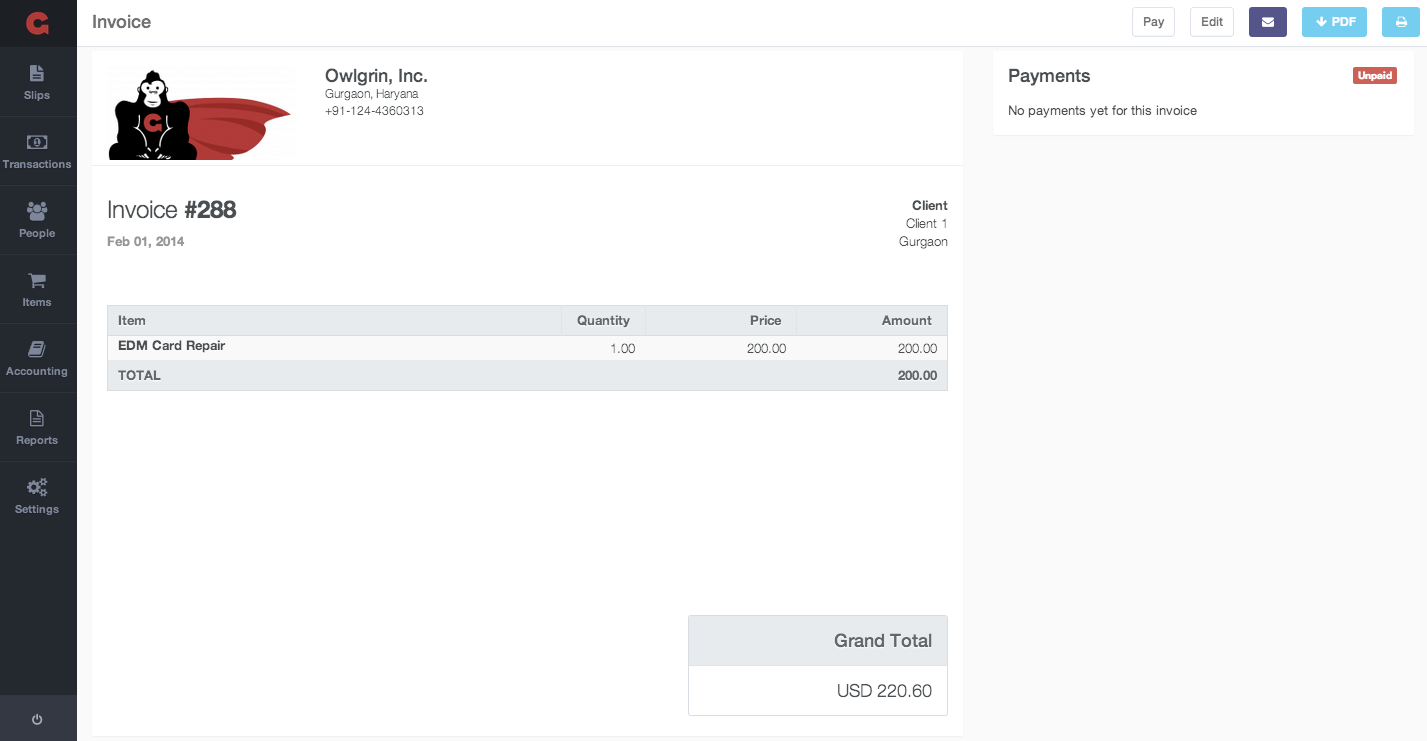 Invoice
Pay
Edit
PDF
Slips
Transactions
People
Items
Accounting
Reports
Settings
Owlgrin, Inc.
Gurgaon, Haryana
+91-124-4360313
Invoice #288
Feb 01, 2014
Client
Client 1
Gurgaon
Item Quantity Price Amount
EDM Card Repair 1.00 200.00 200.00
TOTAL 200.00
Grand Total
USD 220.60
Payments Unpaid
No payments yet for this invoice